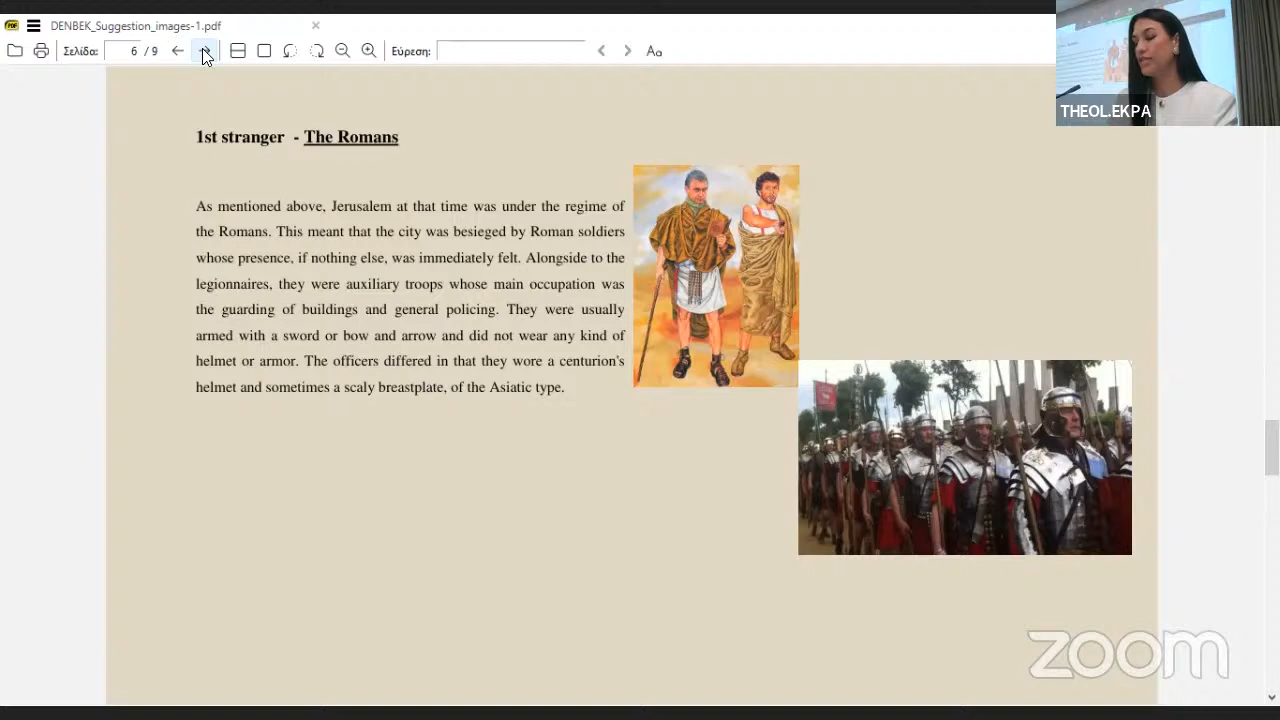 DENBEK_Suggestion_images-1.pdf
Σελίδα: 6 / 9 Εύρεση: Aα
THEOL.EKPA
1st stranger - The Romans
As mentioned above, Jerusalem at that time was under the regime of
the Romans. This meant that the city was besieged by Roman soldiers
whose presence, if nothing else, was immediately felt. Alongside to the
legionnaires, they were auxiliary troops whose main occupation was
the guarding of buildings and general policing. They were usually
armed with a sword or bow and arrow and did not wear any kind of
helmet or armor. The officers differed in that they wore a centurion's
helmet and sometimes a scaly breastplate, of the Asiatic type.
zoom